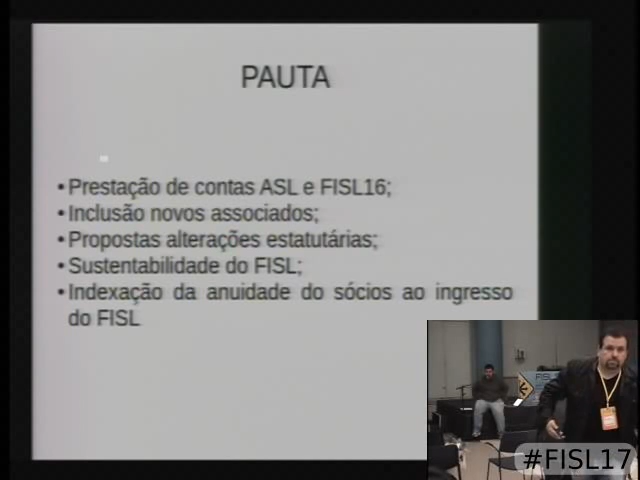 PAUTA
•Prestação de contas ASL e FISL16;
•Inclusão novos associados;
•Propostas alterações estatutárias;
•Sustentabilidade do FISL;
•Indexação da anuidade do sócios ao ingresso
do FISL
FISL
#FISL17